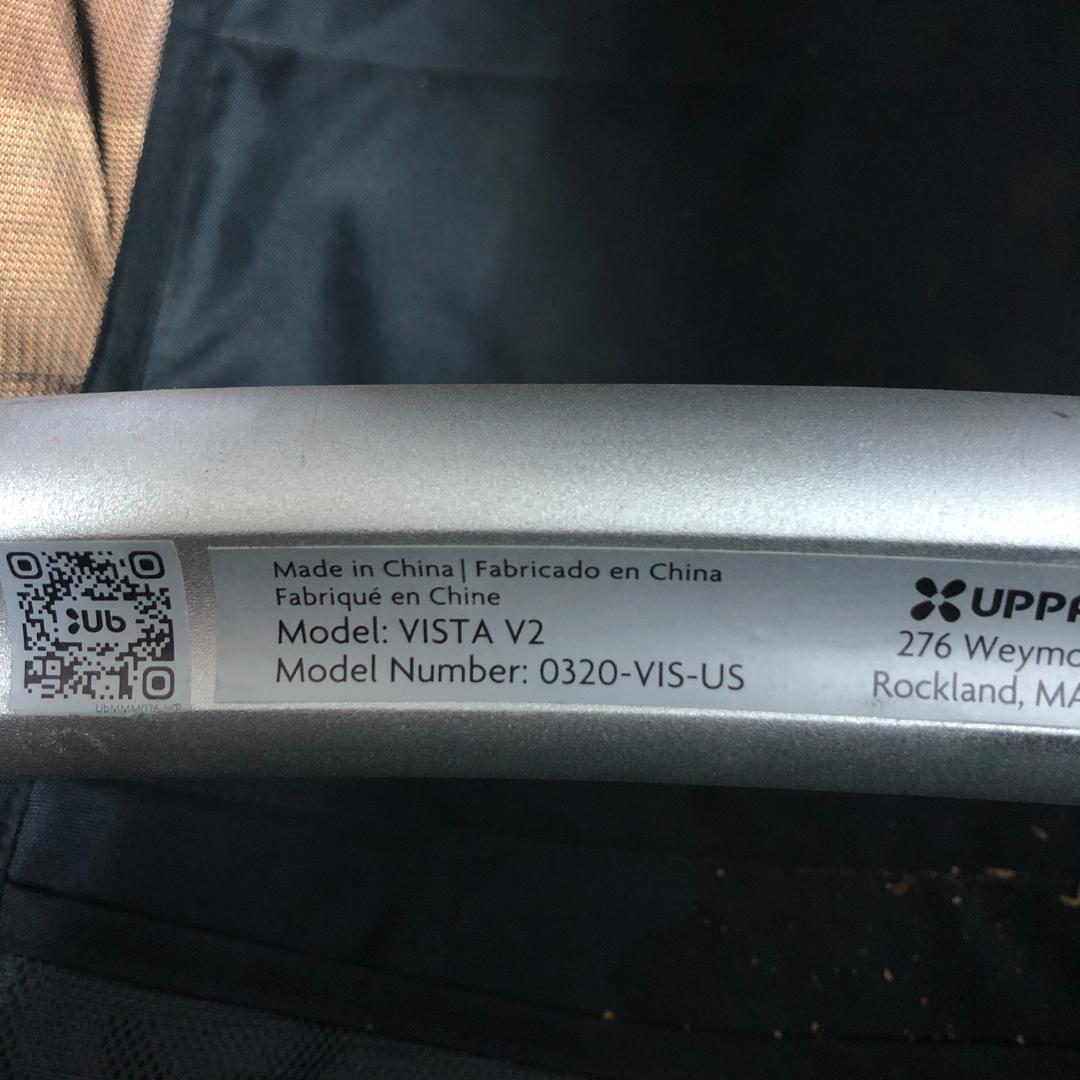 Ub
Made in China | Fabricado en China
Fabriqué en Chine
Model: VISTA V2
Model Number: 0320-VIS-US
UPPA
276 Weymo
Rockland, MA